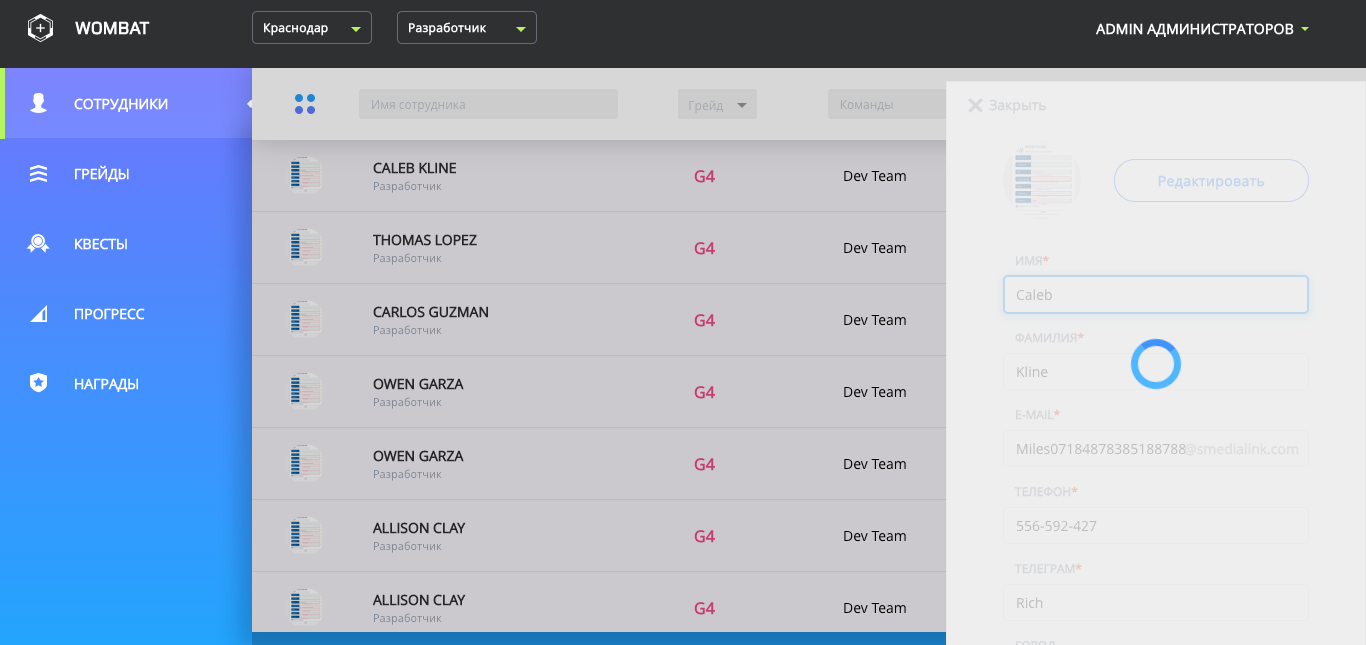 WOMBAT
Краснодар
Разработчик
ADMIN АДМИНИСТРАТОРОВ
СОТРУДНИКИ
ГРЕЙДЫ
КВЕСТЫ
ПРОГРЕСС
НАГРАДЫ
Имя сотрудника
Грейд
Команды
CALEB KLINE
Разработчик
G4
Dev Team
THOMAS LOPEZ
Разработчик
G4
Dev Team
CARLOS GUZMAN
Разработчик
G4
Dev Team
OWEN GARZA
Разработчик
G4
Dev Team
OWEN GARZA
Разработчик
G4
Dev Team
ALLISON CLAY
Разработчик
G4
Dev Team
ALLISON CLAY
Разработчик
G4
Dev Team
Закрыть
Редактировать
ИМЯ*
Caleb
ФАМИЛИЯ*
Kline
E-MAIL*
Miles07184878385188788@smedialink.com
ТЕЛЕФОН*
556-592-427
ТЕЛЕГРАМ*
Rich
ГОРОД